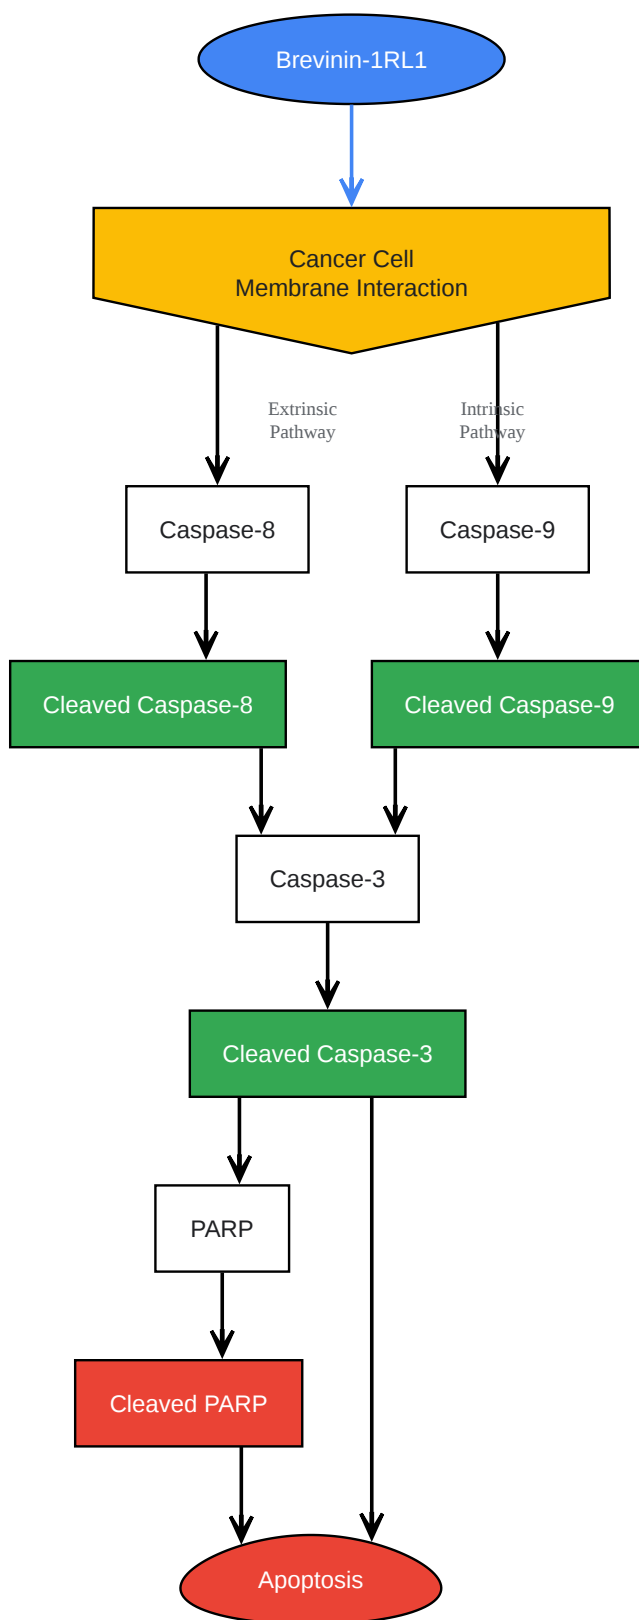 Brevinin-1RL1
Cancer Cell
Membrane Interaction
Extrinsic
Pathway
Intrinsic
Pathway
Caspase-8
Caspase-9
Cleaved Caspase-8
Cleaved Caspase-9
Caspase-3
Cleaved Caspase-3
PARP
Cleaved PARP
Apoptosis